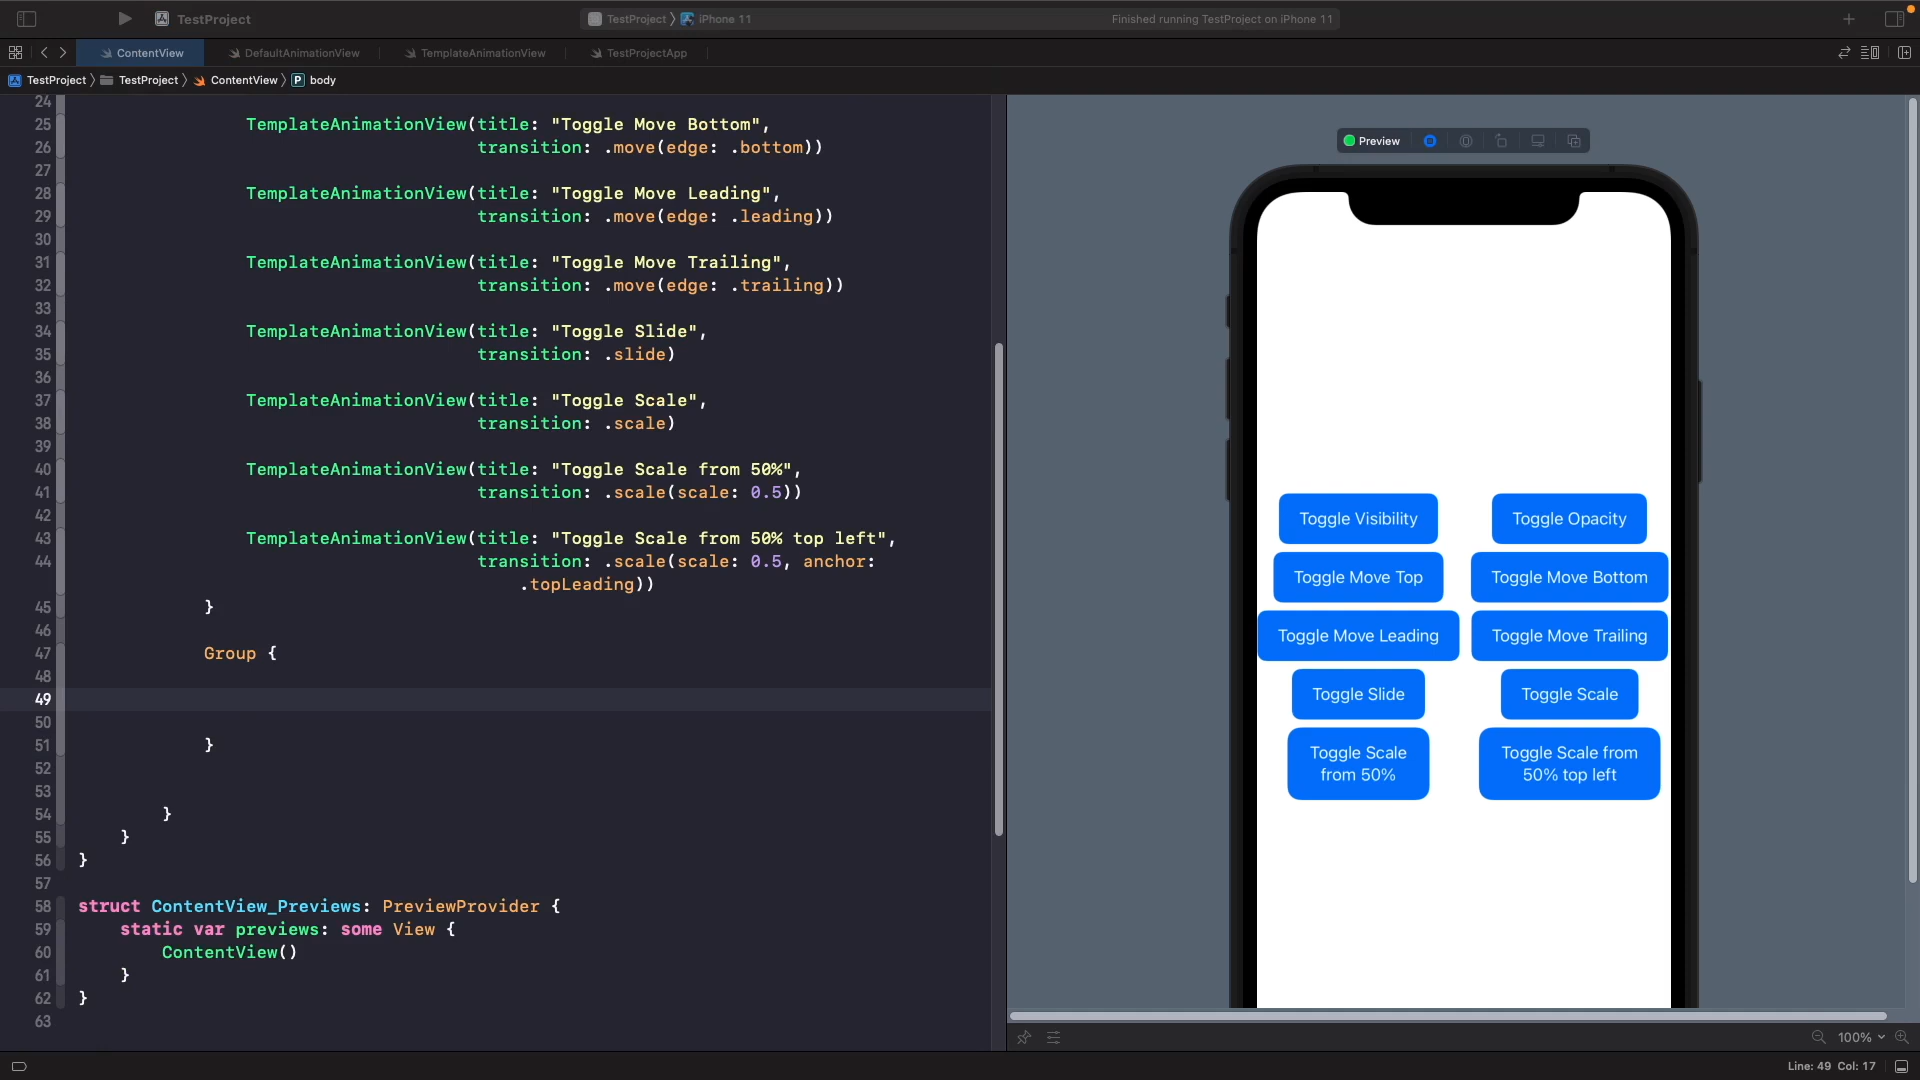 TestProject
TestProject
iPhone 11
Finished running TestProject on iPhone 11
ContentView
DefaultAnimationView
TemplateAnimationView
TestProjectApp
TestProject
TestProject
ContentView
P
body
24
25 TemplateAnimationView(title: "Toggle Move Bottom",
26 transition: .move(edge: .bottom))
27
28 TemplateAnimationView(title: "Toggle Move Leading",
29 transition: .move(edge: .leading))
30
31 TemplateAnimationView(title: "Toggle Move Trailing",
32 transition: .move(edge: .trailing))
33
34 TemplateAnimationView(title: "Toggle Slide",
35 transition: .slide)
36
37 TemplateAnimationView(title: "Toggle Scale",
38 transition: .scale)
39
40 TemplateAnimationView(title: "Toggle Scale from 50%",
41 transition: .scale(scale: 0.5))
42
43 TemplateAnimationView(title: "Toggle Scale from 50% top left",
44 transition: .scale(scale: 0.5, anchor:
.topLeading))
45 }
46
47 Group {
48
49
50
51 }
52
53
54 }
55 }
56 }
57
58 struct ContentView_Previews: PreviewProvider {
59 static var previews: some View {
60 ContentView()
61 }
62 }
63
Preview
Toggle Visibility
Toggle Opacity
Toggle Move Top
Toggle Move Bottom
Toggle Move Leading
Toggle Move Trailing
Toggle Slide
Toggle Scale
Toggle Scale
from 50%
Toggle Scale from
50% top left
100%
Line: 49 Col: 17